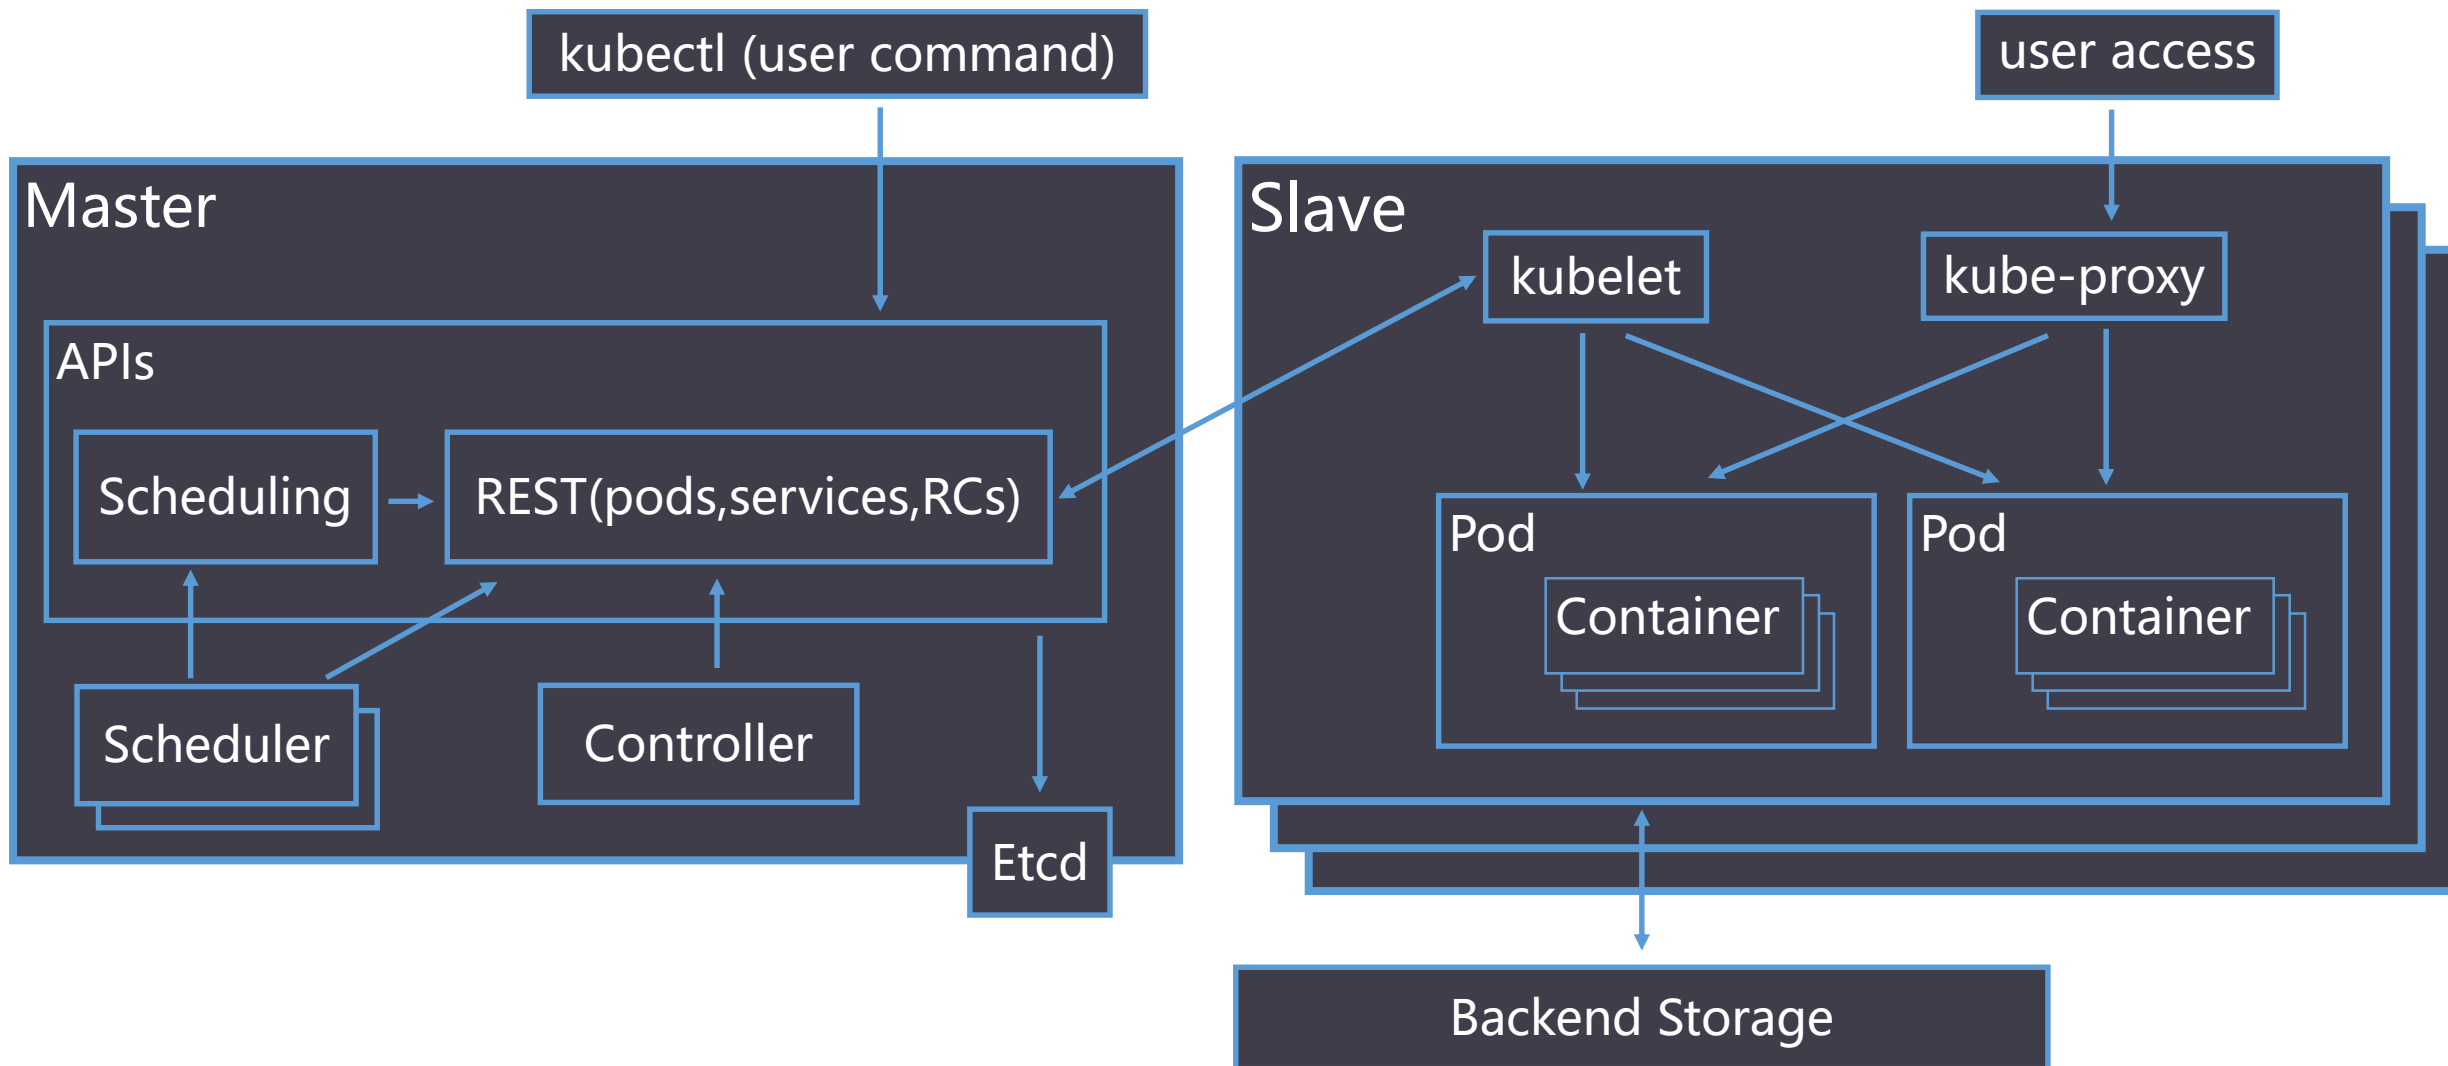 kubectl (user command)
user access
Master
APIs
Scheduling
REST(pods,services,RCs)
Scheduler
Controller
Etcd
Slave
kubelet
kube-proxy
Pod
Container
Pod
Container
Backend Storage